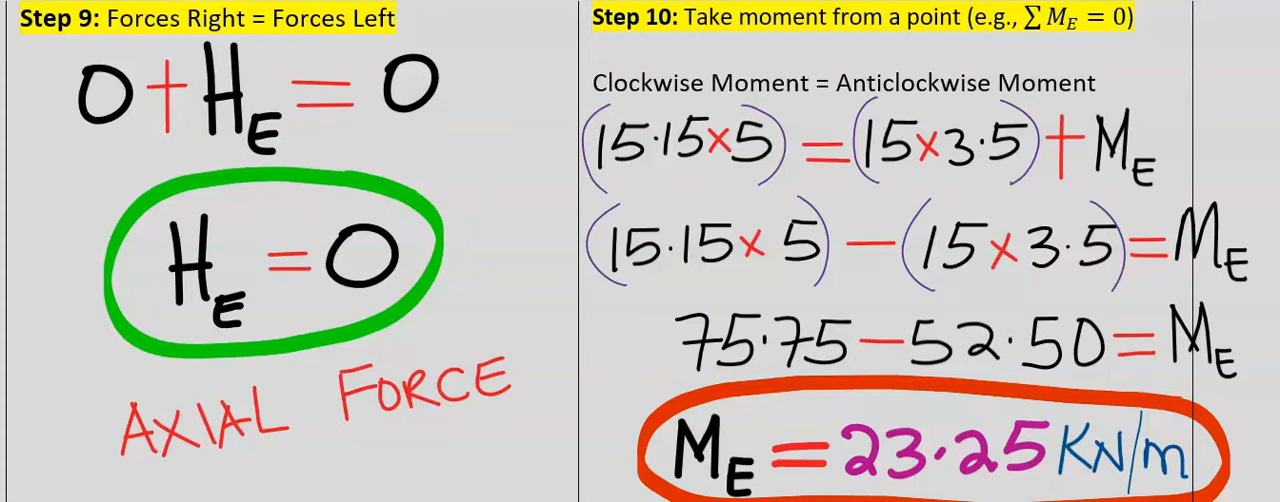 Step 9: Forces Right = Forces Left
0 + H_E = 0
H_E = 0
AXIAL FORCE
Step 10: Take moment from a point (e.g., ∑ M_E = 0)
Clockwise Moment = Anticlockwise Moment
(15.15×5) = (15×3.5) + M_E
(15.15×5) − (15×3.5) = M_E
75.75 − 52.50 = M_E
M_E = 23.25 KN/m